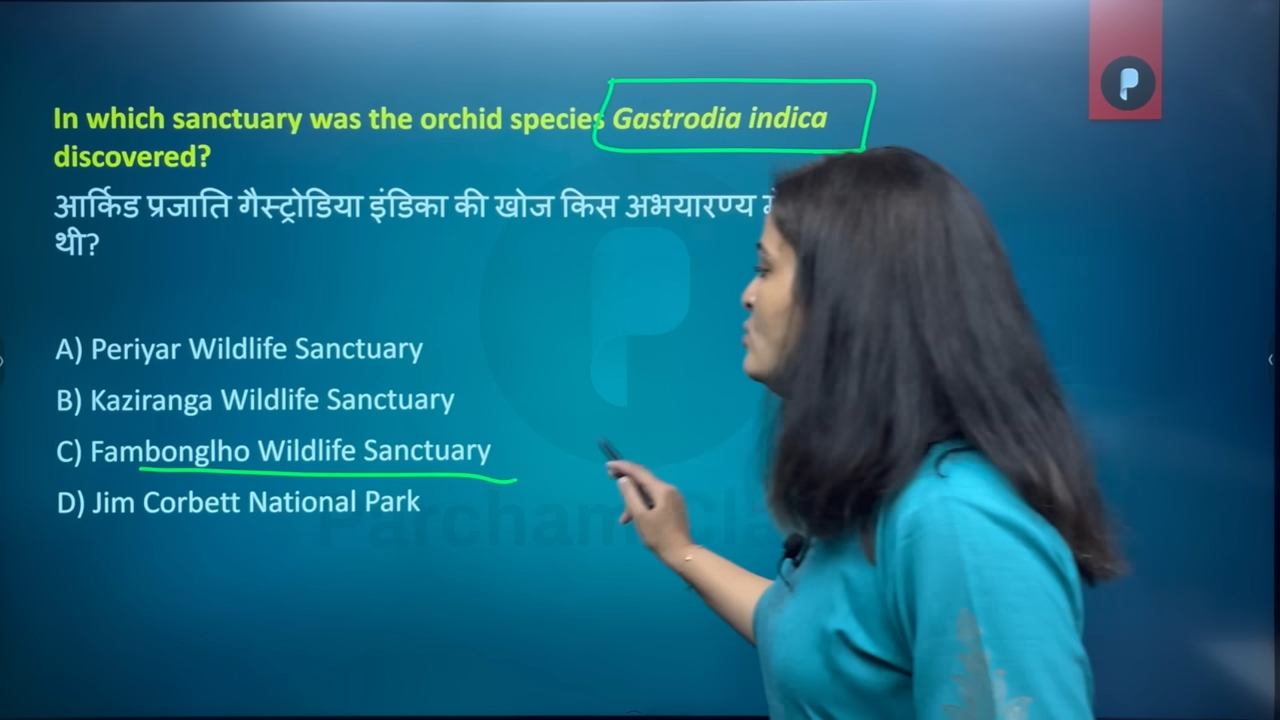 In which sanctuary was the orchid species Gastrodia indica
discovered?
आर्किड प्रजाति गैस्ट्रोडिया इंडिका की खोज किस अभयारण्य
थी?
A) Periyar Wildlife Sanctuary
B) Kaziranga Wildlife Sanctuary
C) Fambonglho Wildlife Sanctuary
D) Jim Corbett National Park
Parcham